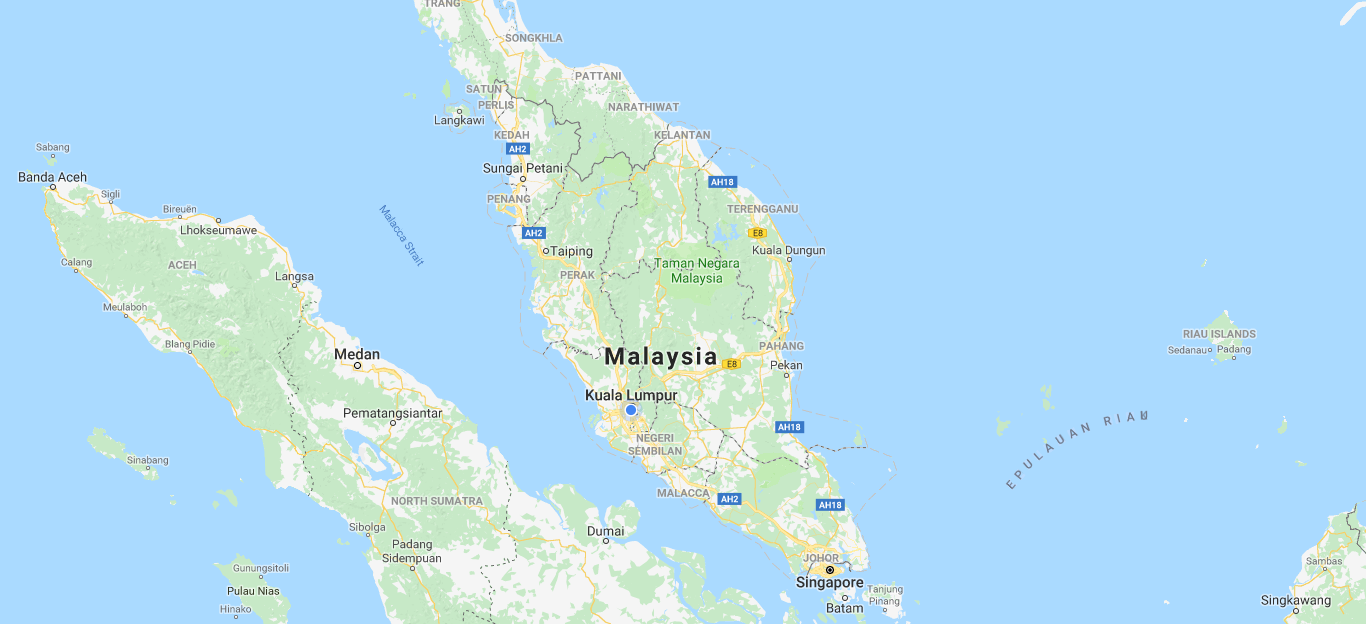 TRANG
SONGKHLA
PATTANI
SATUN
PERLIS
NARATHIWAT
Langkawi
KEDAH
KELANTAN
AH2
Sabang
Sungai Petani
Banda Aceh
AH18
Sigli
PENANG
Bireuën
TERENGGANU
Lhokseumawe
Malacca Strait
AH2
E8
Taiping
Kuala Dungun
Calang
ACEH
Taman Negara
Malaysia
Langsa
PERAK
Meulaboh
RIAU ISLANDS
Blang Pidie
PAHANG
Sedanau
Padang
Medan
Malaysia
E8
Pekan
Kuala Lumpur
Pematangsiantar
EPULAUAN RIAU
AH18
NEGERI
SEMBILAN
Sinabang
MALACCA
AH2
NORTH SUMATRA
AH18
Sibolga
Dumai
Padang
Sidempuan
JOHOR
Sambas
Gunungsitoli
Singapore
Pulau Nias
Tanjung
Pinang
Singkawang
Hinako
Batam